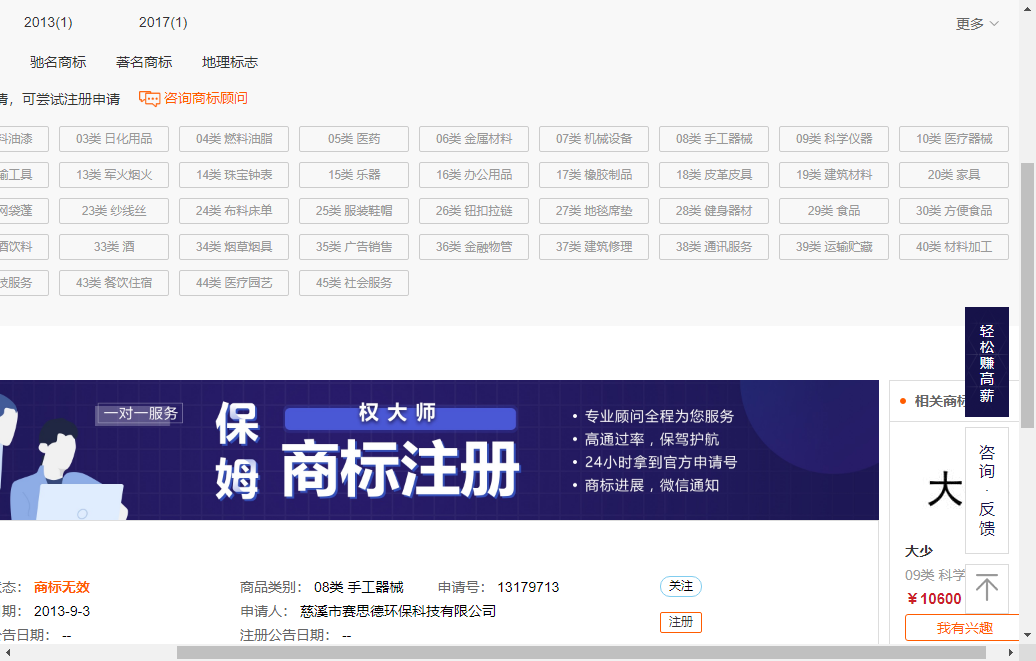 2013(1) 2017(1) 更多
驰名商标 著名商标 地理标志
请，可尝试注册申请 咨询商标顾问
料油漆 03类 日化用品 04类 燃料油脂 05类 医药 06类 金属材料 07类 机械设备 08类 手工器械 09类 科学仪器 10类 医疗器械
输工具 13类 军火烟火 14类 珠宝钟表 15类 乐器 16类 办公用品 17类 橡胶制品 18类 皮革皮具 19类 建筑材料 20类 家具
网袋篷 23类 纱线丝 24类 布料床单 25类 服装鞋帽 26类 钮扣拉链 27类 地毯席垫 28类 健身器材 29类 食品 30类 方便食品
酒饮料 33类 酒 34类 烟草烟具 35类 广告销售 36类 金融物管 37类 建筑修理 38类 通讯服务 39类 运输贮藏 40类 材料加工
技服务 43类 餐饮住宿 44类 医疗园艺 45类 社会服务
轻松赚高薪
一对一服务
保姆
权大师
商标注册
• 专业顾问全程为您服务
• 高通过率，保驾护航
• 24小时拿到官方申请号
• 商标进展，微信通知
相关商标
咨询·反馈
大
大少
09类 科学
¥10600
我有兴趣
状态： 商标无效 商品类别： 08类 手工器械 申请号： 13179713 关注
日期： 2013-9-3 申请人： 慈溪市赛思德环保科技有限公司 注册
公告日期： -- 注册公告日期： --